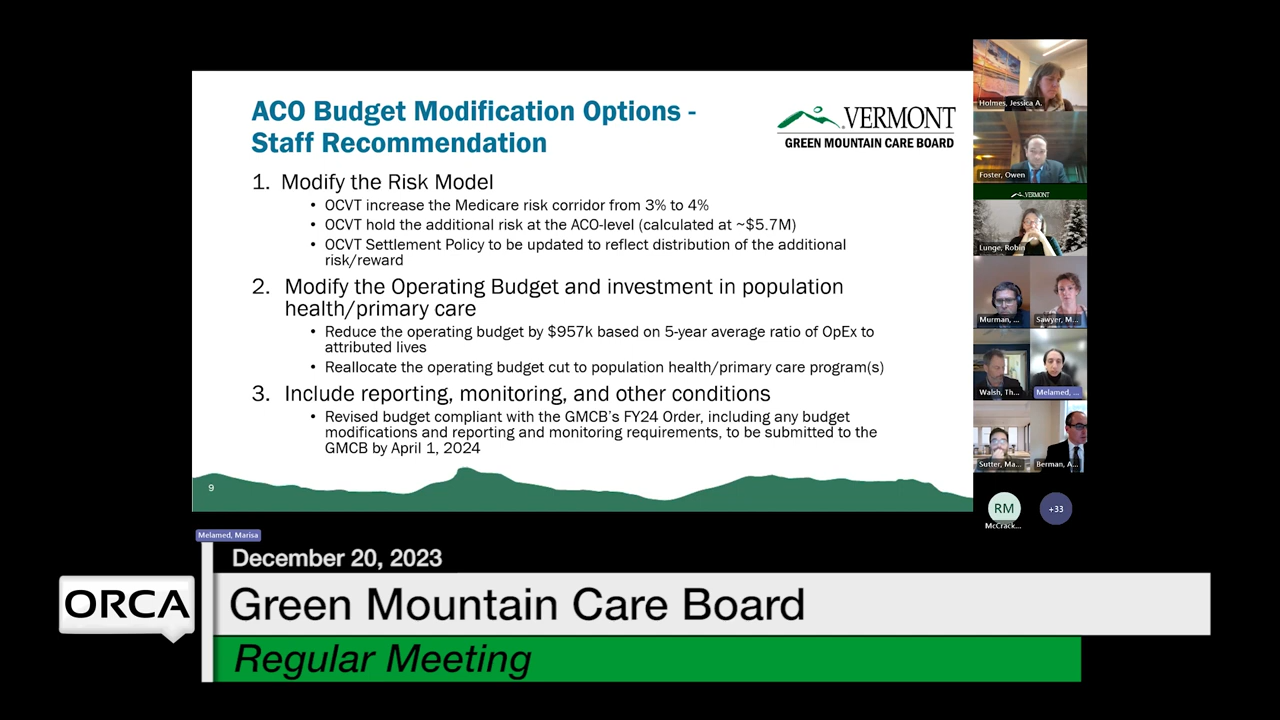 ACO Budget Modification Options -
Staff Recommendation
VERMONT
GREEN MOUNTAIN CARE BOARD
1. Modify the Risk Model
• OCVT increase the Medicare risk corridor from 3% to 4%
• OCVT hold the additional risk at the ACO-level (calculated at ~$5.7M)
• OCVT Settlement Policy to be updated to reflect distribution of the additional
risk/reward
2. Modify the Operating Budget and investment in population
health/primary care
• Reduce the operating budget by $957k based on 5-year average ratio of OpEx to
attributed lives
• Reallocate the operating budget cut to population health/primary care program(s)
3. Include reporting, monitoring, and other conditions
• Revised budget compliant with the GMCB's FY24 Order, including any budget
modifications and reporting and monitoring requirements, to be submitted to the
GMCB by April 1, 2024
9
Holmes, Jessica A.
Foster, Owen
VERMONT
Lunge, Robin
Murman, ...
Sawyer, M...
Walsh, Th...
Melamed, ...
Sutter, Ma...
Berman, A...
RM
+33
McCrack...
Melamed, Marisa
December 20, 2023
ORCA
Green Mountain Care Board
Regular Meeting